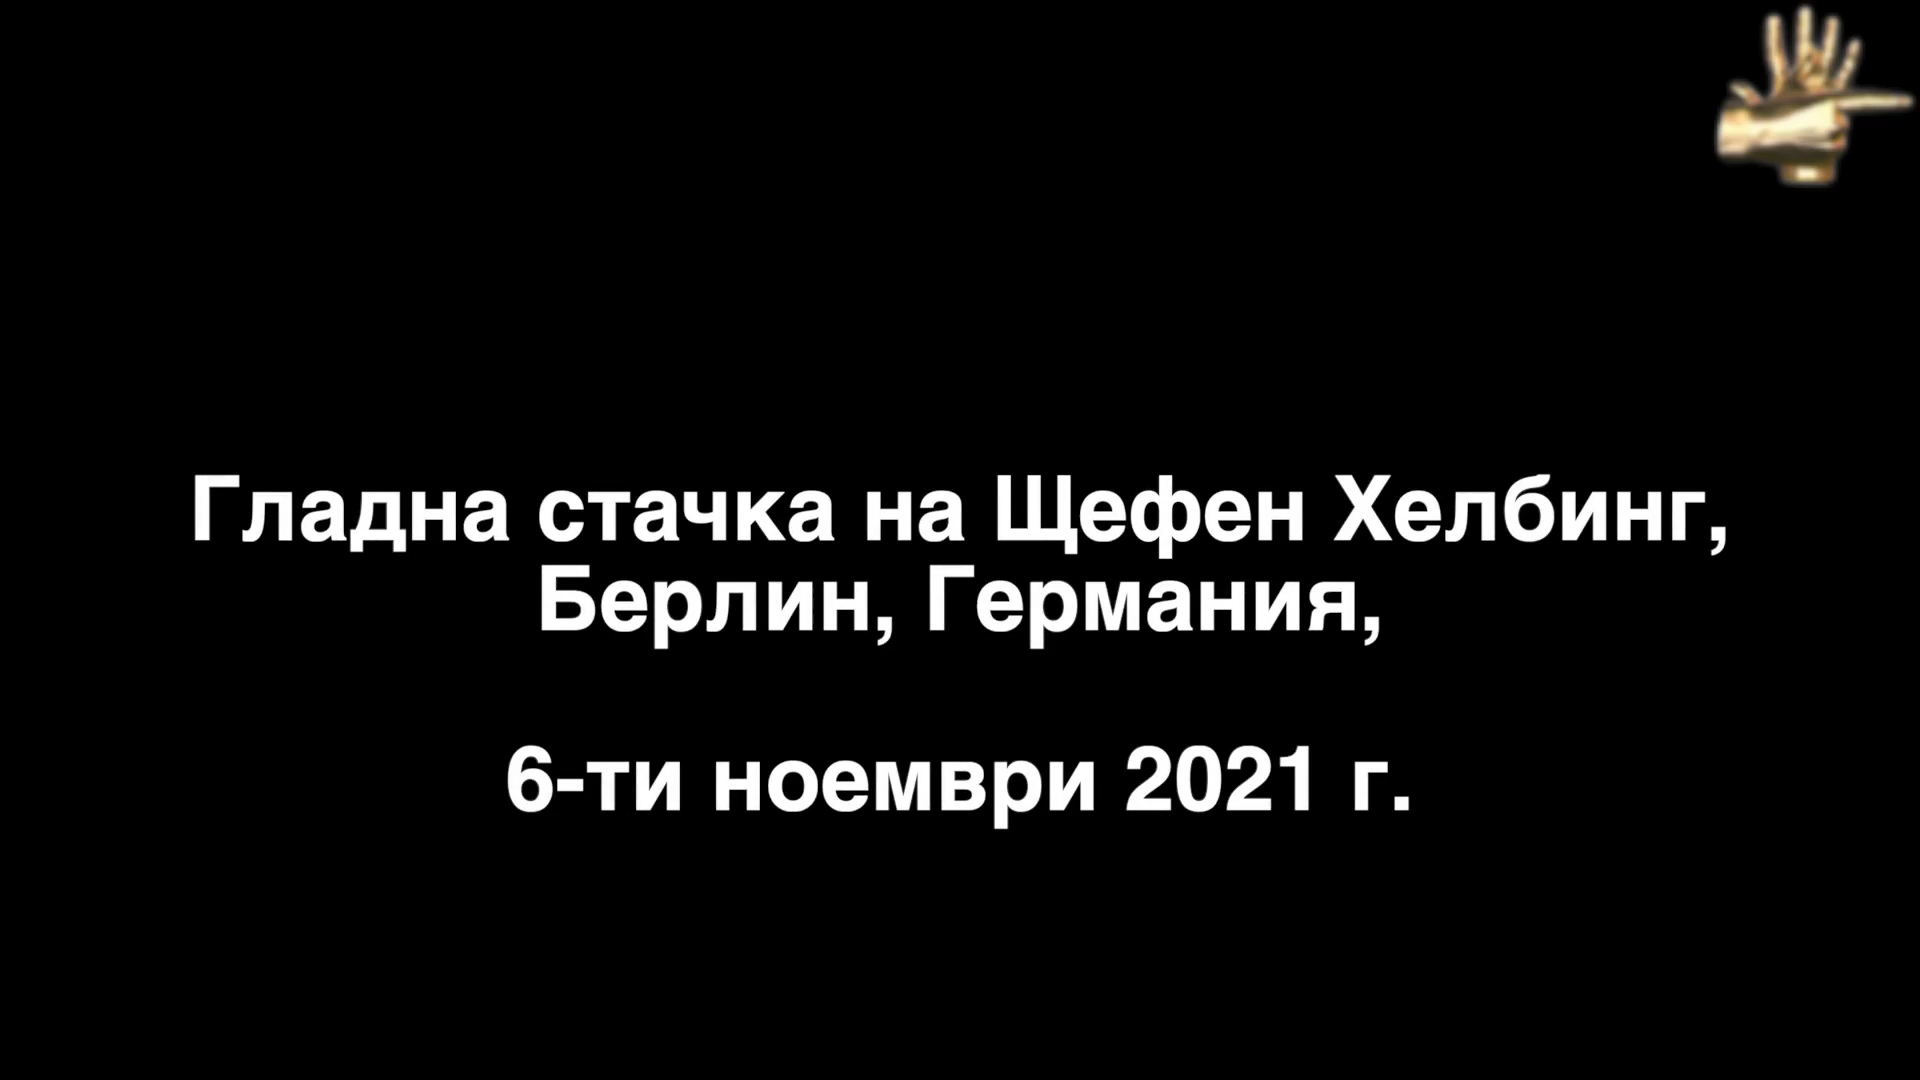 Гладна стачка на Щефен Хелбинг,
Берлин, Германия,
6-ти ноември 2021 г.